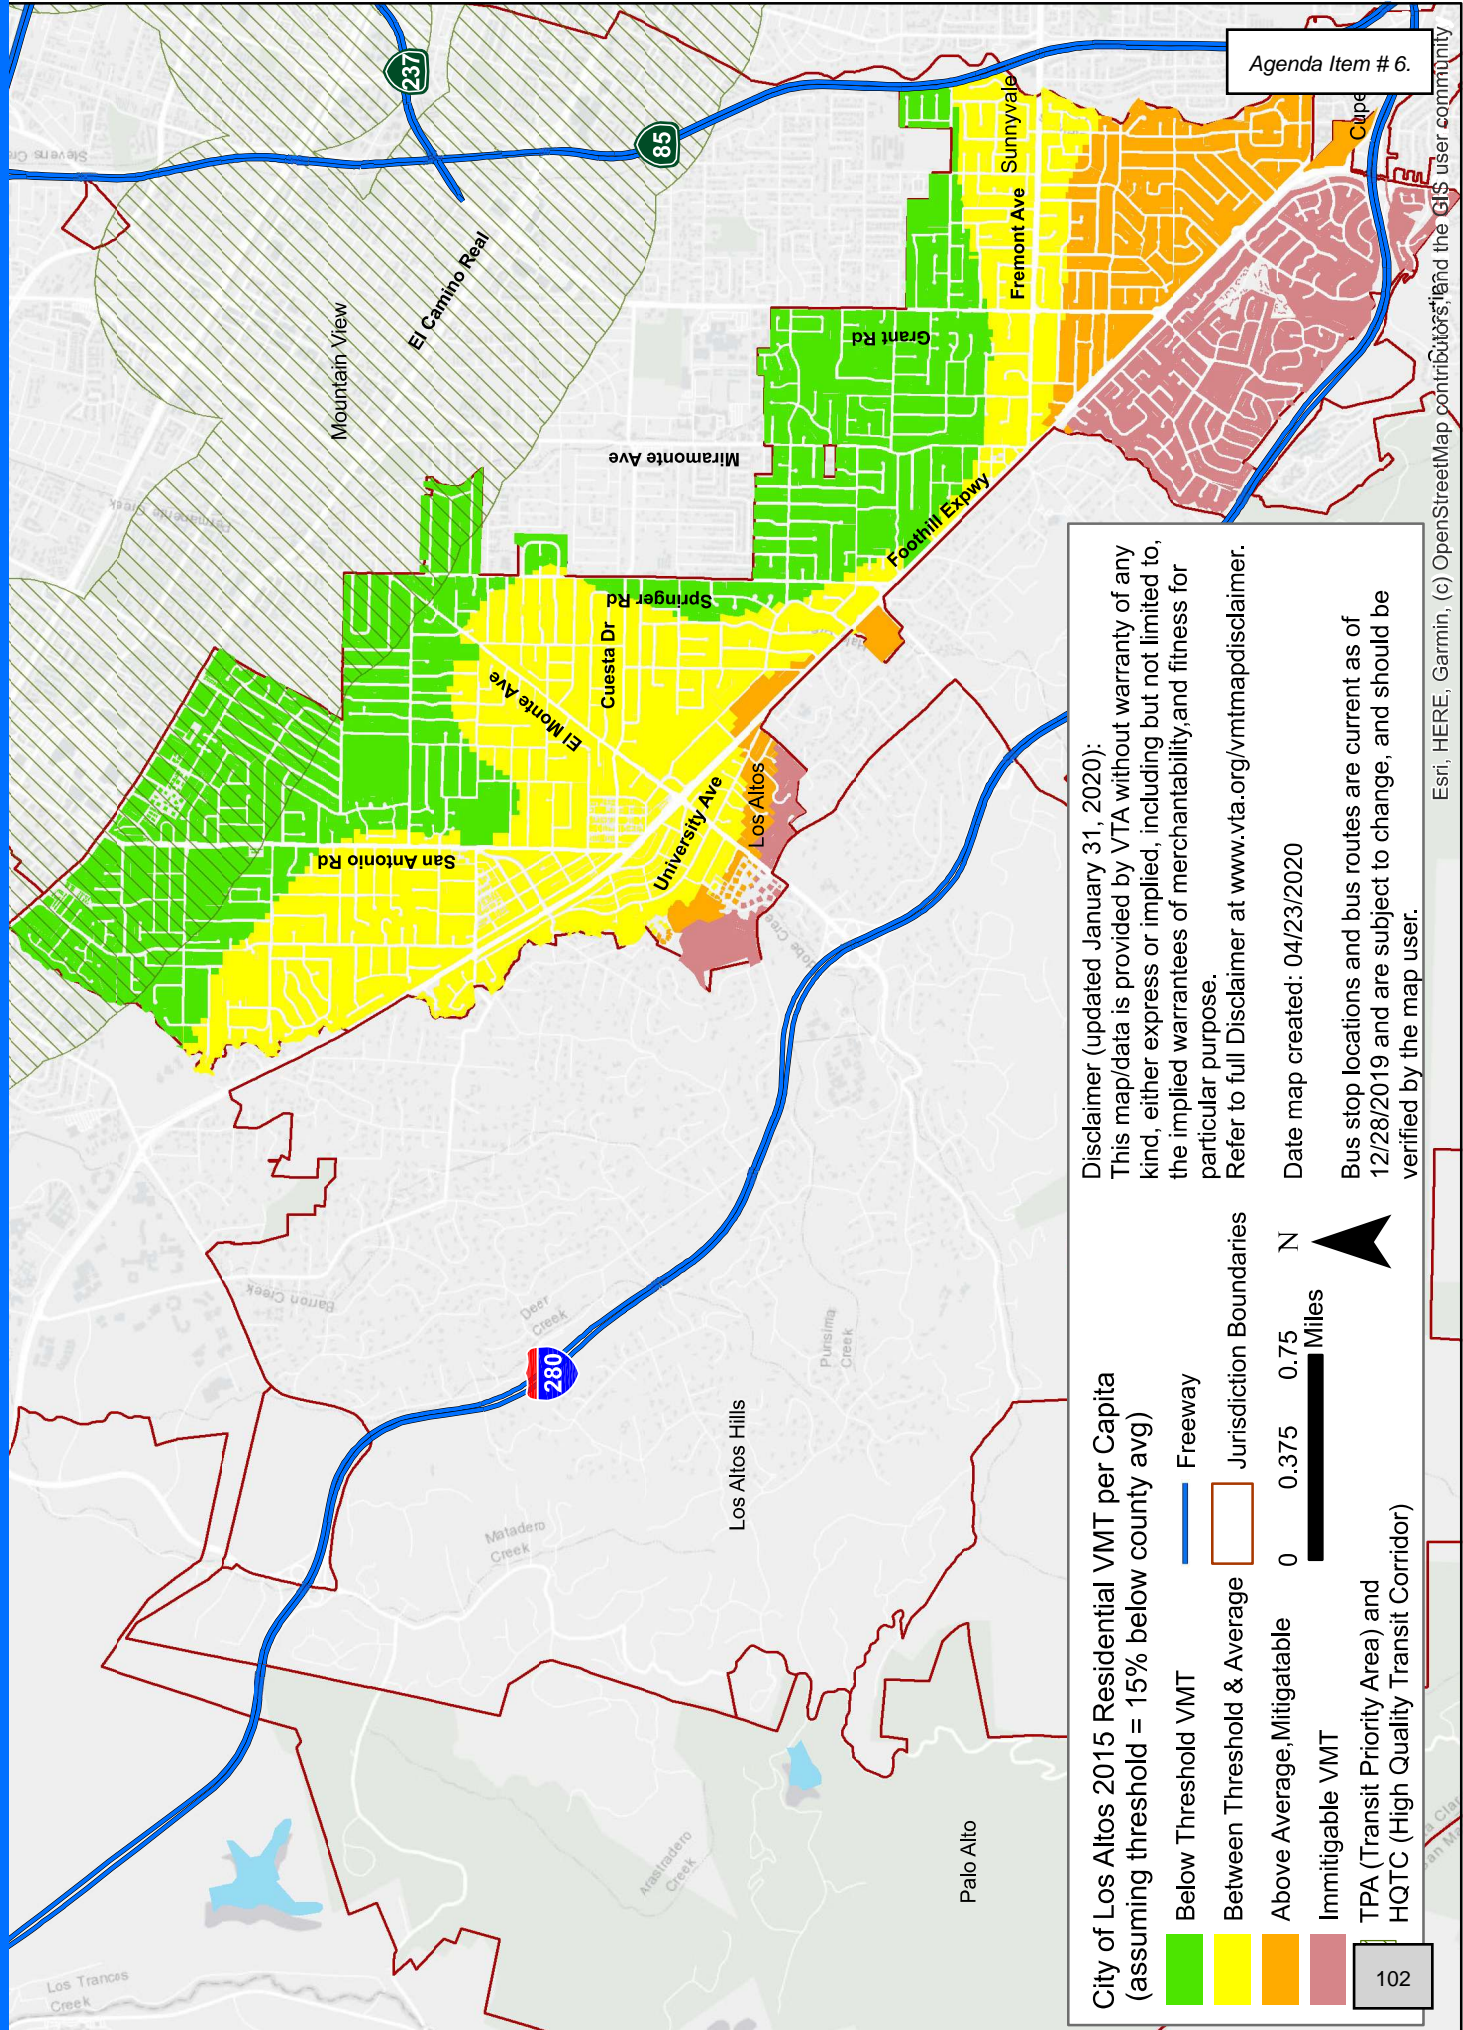 Agenda Item # 6.
237
85
280
Stevens Cre
Mountain View
El Camino Real
Permanente Creek
Miramonte Ave
Grant Rd
Fremont Ave
Sunnyvale
Cupe
Foothill Expwy
Springer Rd
Cuesta Dr
El Monte Ave
San Antonio Rd
University Ave
Los Altos
Barron Creek
Deer
Creek
Purisima
Creek
Matadero
Creek
Los Altos Hills
Arastradero
Creek
Palo Alto
Los Trancos
Creek
City of Los Altos 2015 Residential VMT per Capita
(assuming threshold = 15% below county avg)
Below Threshold VMT
Between Threshold & Average
Above Average,Mitigatable
Immitigable VMT
TPA (Transit Priority Area) and
HQTC (High Quality Transit Corridor)
Freeway
Jurisdiction Boundaries
0 0.375 0.75
Miles
N
Disclaimer (updated January 31, 2020):
This map/data is provided by VTA without warranty of any
kind, either express or implied, including but not limited to,
the implied warrantees of merchantability,and fitness for
particular purpose.
Refer to full Disclaimer at www.vta.org/vmtmapdisclaimer.
Date map created: 04/23/2020
Bus stop locations and bus routes are current as of
12/28/2019 and are subject to change, and should be
verified by the map user.
Esri, HERE, Garmin, (c) OpenStreetMap contributors, and the GIS user community
102